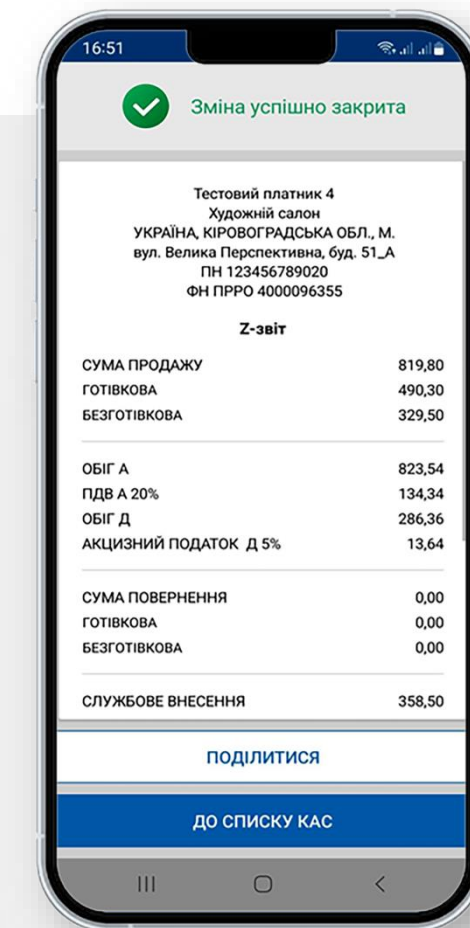 16:51
Зміна успішно закрита
Тестовий платник 4
Художній салон
УКРАЇНА, КІРОВОГРАДСЬКА ОБЛ., М.
вул. Велика Перспективна, буд. 51_А
ПН 123456789020
ФН ПРРО 4000096355
Z-звіт
СУМА ПРОДАЖУ 819,80
ГОТІВКОВА 490,30
БЕЗГОТІВКОВА 329,50
ОБІГ А 823,54
ПДВ А 20% 134,34
ОБІГ Д 286,36
АКЦИЗНИЙ ПОДАТОК Д 5% 13,64
СУМА ПОВЕРНЕННЯ 0,00
ГОТІВКОВА 0,00
БЕЗГОТІВКОВА 0,00
СЛУЖБОВЕ ВНЕСЕННЯ 358,50
ПОДІЛИТИСЯ
ДО СПИСКУ КАС